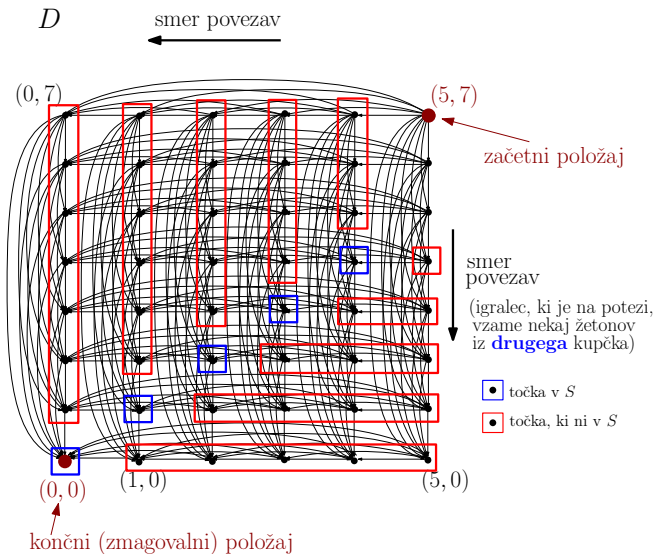 D
smer povezav
(0, 7)
(5, 7)
začetni položaj
smer
povezav
(igralec, ki je na potezi,
vzame nekaj žetonov
iz drugega kupčka)
točka v S
točka, ki ni v S
(0, 0)
(1, 0)
(5, 0)
končni (zmagovalni) položaj